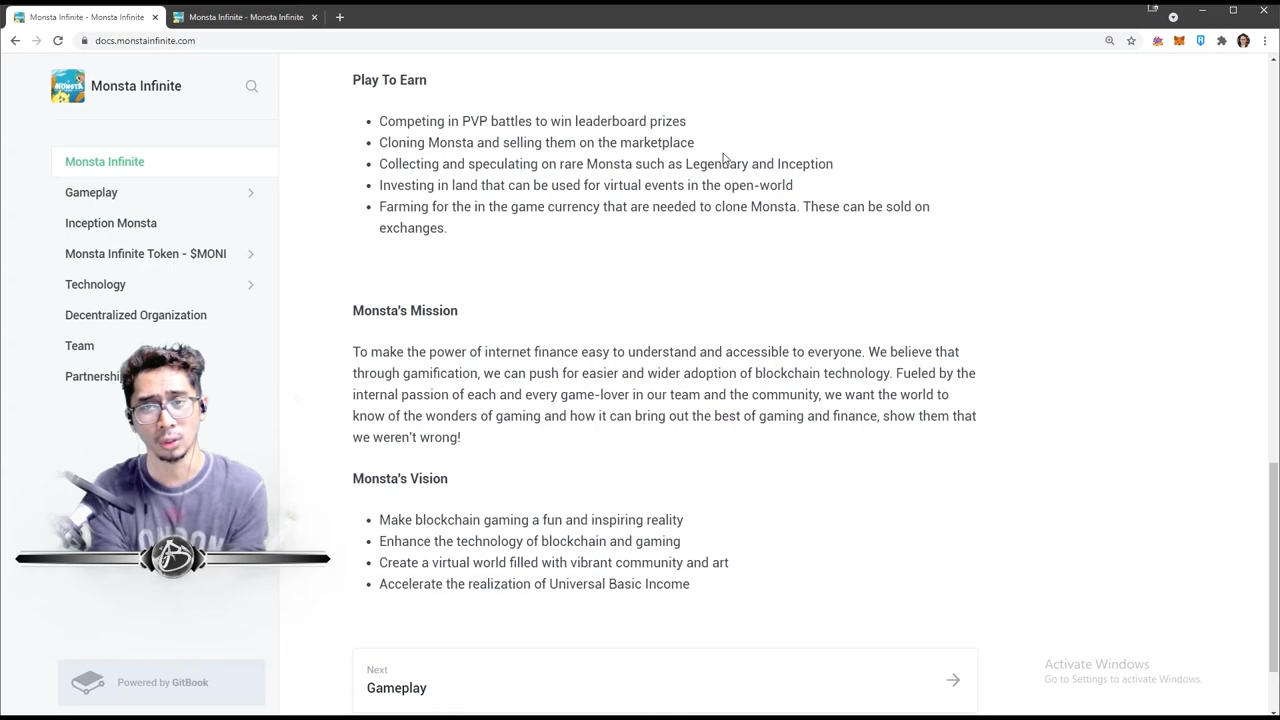 Monsta Infinite - Monsta Infinite
Monsta Infinite - Monsta Infinite
docs.monstainfinite.com
Monsta Infinite
Monsta Infinite
Gameplay
Inception Monsta
Monsta Infinite Token - $MONI
Technology
Decentralized Organization
Team
Partnership
Powered by GitBook
Play To Earn
Competing in PVP battles to win leaderboard prizes
Cloning Monsta and selling them on the marketplace
Collecting and speculating on rare Monsta such as Legendary and Inception
Investing in land that can be used for virtual events in the open-world
Farming for the in the game currency that are needed to clone Monsta. These can be sold on
exchanges.
Monsta's Mission
To make the power of internet finance easy to understand and accessible to everyone. We believe that
through gamification, we can push for easier and wider adoption of blockchain technology. Fueled by the
internal passion of each and every game-lover in our team and the community, we want the world to
know of the wonders of gaming and how it can bring out the best of gaming and finance, show them that
we weren't wrong!
Monsta's Vision
Make blockchain gaming a fun and inspiring reality
Enhance the technology of blockchain and gaming
Create a virtual world filled with vibrant community and art
Accelerate the realization of Universal Basic Income
Next
Gameplay
Activate Windows
Go to Settings to activate Windows.